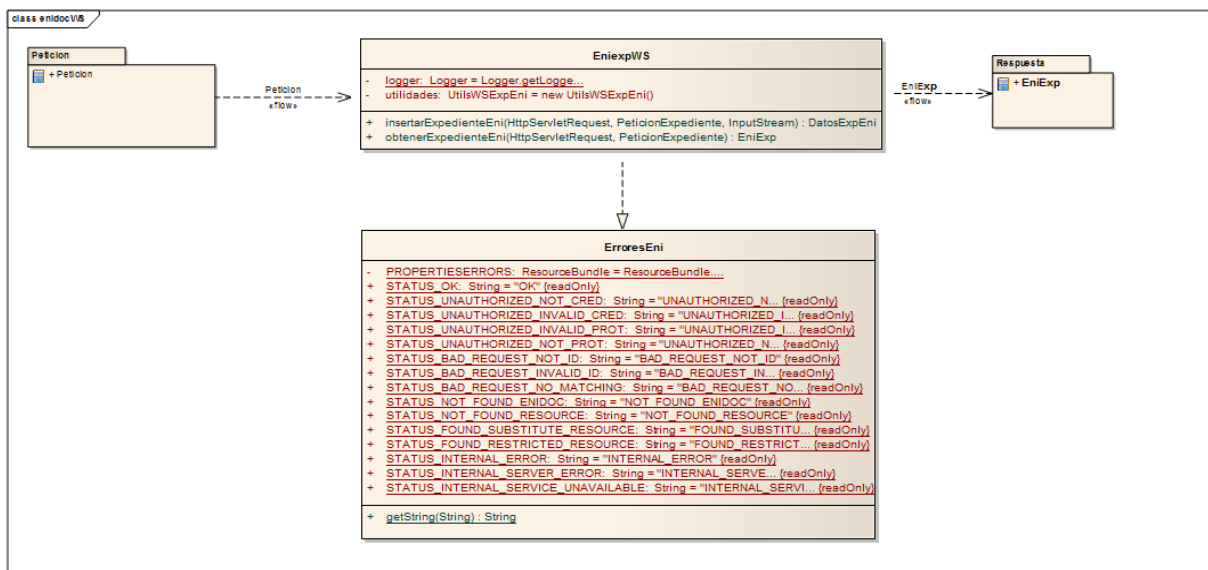 class enidocWS
Peticion
+ Peticion
Peticion
«flow»
EniexpWS
- logger: Logger = Logger.getLogge...
- utilidades: UtilsWSExpEni = new UtilsWSExpEni()
+ insertarExpedienteEni(HttpServletRequest, PeticionExpediente, InputStream) : DatosExpEni
+ obtenerExpedienteEni(HttpServletRequest, PeticionExpediente) : EniExp
EniExp
«flow»
Respuesta
+ EniExp
ErroresEni
- PROPERTIESERRORS: ResourceBundle = ResourceBundle....
+ STATUS_OK: String = "OK" {readOnly}
+ STATUS_UNAUTHORIZED_NOT_CRED: String = "UNAUTHORIZED_N... {readOnly}
+ STATUS_UNAUTHORIZED_INVALID_CRED: String = "UNAUTHORIZED_I... {readOnly}
+ STATUS_UNAUTHORIZED_INVALID_PROT: String = "UNAUTHORIZED_I... {readOnly}
+ STATUS_UNAUTHORIZED_NOT_PROT: String = "UNAUTHORIZED_N... {readOnly}
+ STATUS_BAD_REQUEST_NOT_ID: String = "BAD_REQUEST_NOT_ID" {readOnly}
+ STATUS_BAD_REQUEST_INVALID_ID: String = "BAD_REQUEST_IN... {readOnly}
+ STATUS_BAD_REQUEST_NO_MATCHING: String = "BAD_REQUEST_NO... {readOnly}
+ STATUS_NOT_FOUND_ENIDOC: String = "NOT_FOUND_ENIDOC" {readOnly}
+ STATUS_NOT_FOUND_RESOURCE: String = "NOT_FOUND_RESOURCE" {readOnly}
+ STATUS_FOUND_SUBSTITUTE_RESOURCE: String = "FOUND_SUBSTITU... {readOnly}
+ STATUS_FOUND_RESTRICTED_RESOURCE: String = "FOUND_RESTRICT... {readOnly}
+ STATUS_INTERNAL_ERROR: String = "INTERNAL_ERROR" {readOnly}
+ STATUS_INTERNAL_SERVER_ERROR: String = "INTERNAL_SERVE... {readOnly}
+ STATUS_INTERNAL_SERVICE_UNAVAILABLE: String = "INTERNAL_SERVI... {readOnly}
+ getString(String) : String